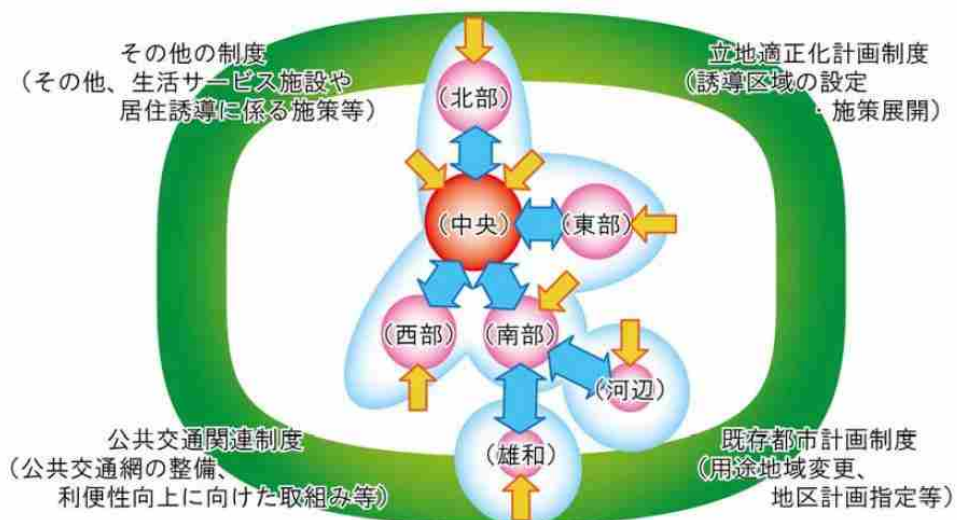 その他の制度
（その他、生活サービス施設や
居住誘導に係る施策等）
立地適正化計画制度
（誘導区域の設定
・施策展開）
（北部）
（中央）
（東部）
（西部）
（南部）
（河辺）
（雄和）
公共交通関連制度
（公共交通網の整備、
利便性向上に向けた取組み等）
既存都市計画制度
（用途地域変更、
地区計画指定等）